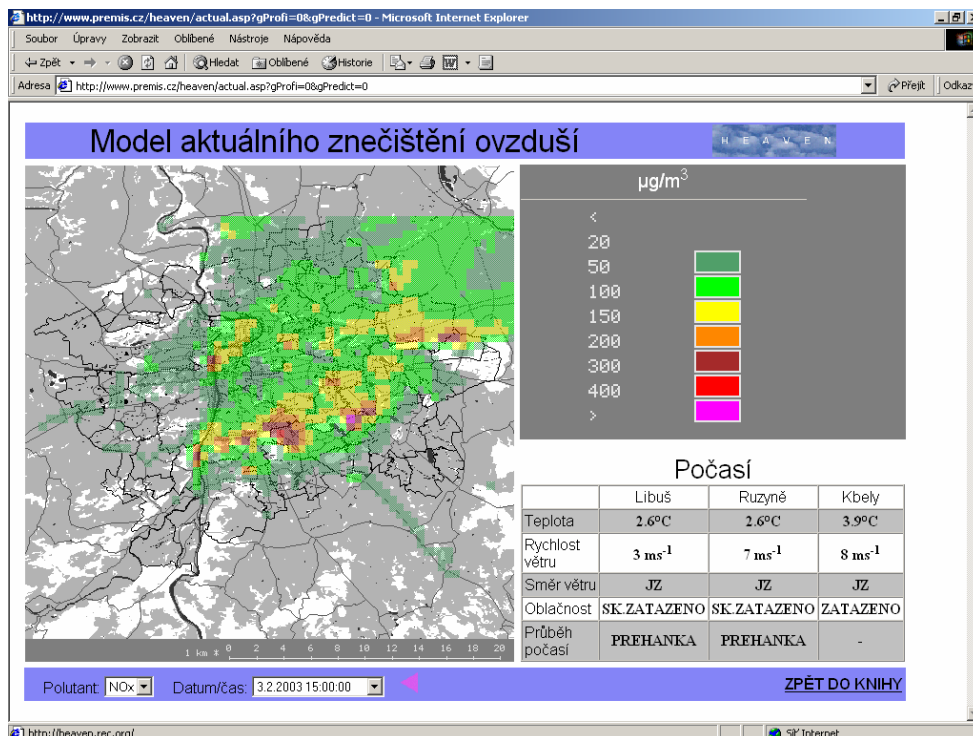 http://www.premis.cz/heaven/actual.asp?gProfi=0&gPredict=0 - Microsoft Internet Explorer
Soubor Úpravy Zobrazit Oblíbené Nástroje Nápověda
Zpět Hledat Oblíbené Historie
Adresa http://www.premis.cz/heaven/actual.asp?gProfi=0&gPredict=0 Přejít Odkazy
Model aktuálního znečištění ovzduší HEAVEN
µg/m³
<
20
50
100
150
200
300
400
>
Počasí
Libuš Ruzyně Kbely
Teplota 2.6°C 2.6°C 3.9°C
Rychlost větru 3 ms⁻¹ 7 ms⁻¹ 8 ms⁻¹
Směr větru JZ JZ JZ
Oblačnost SK.ZATAZENO SK.ZATAZENO ZATAZENO
Průběh počasí PREHANKA PREHANKA -
1 km * 0 2 4 6 8 10 12 14 16 18 20
Polutant: NOx Datum/čas: 3.2.2003 15:00:00 ZPĚT DO KNIHY
http://heaven.rec.org/ Internet